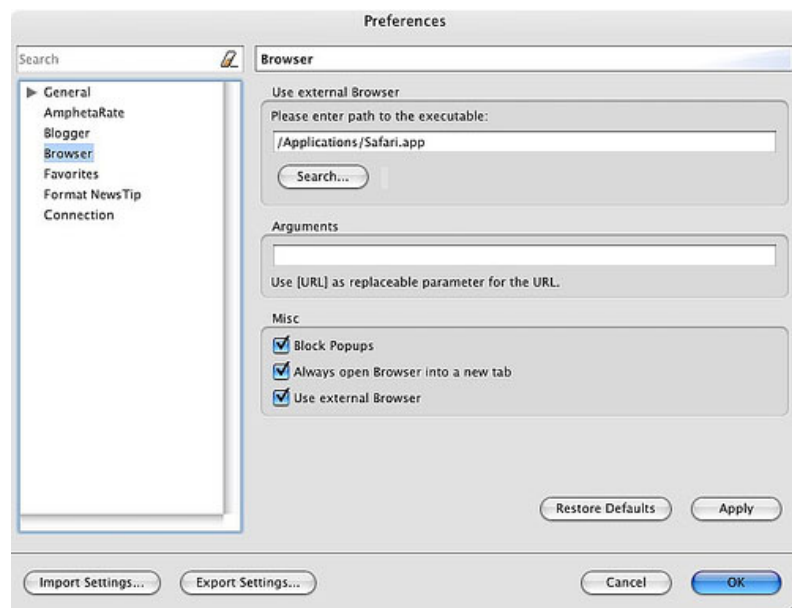 Preferences
Search
Browser
General
AmphetaRate
Blogger
Browser
Favorites
Format NewsTip
Connection
Use external Browser
Please enter path to the executable:
/Applications/Safari.app
Search...
Arguments
Use [URL] as replaceable parameter for the URL.
Misc
Block Popups
Always open Browser into a new tab
Use external Browser
Restore Defaults
Apply
Import Settings...
Export Settings...
Cancel
OK